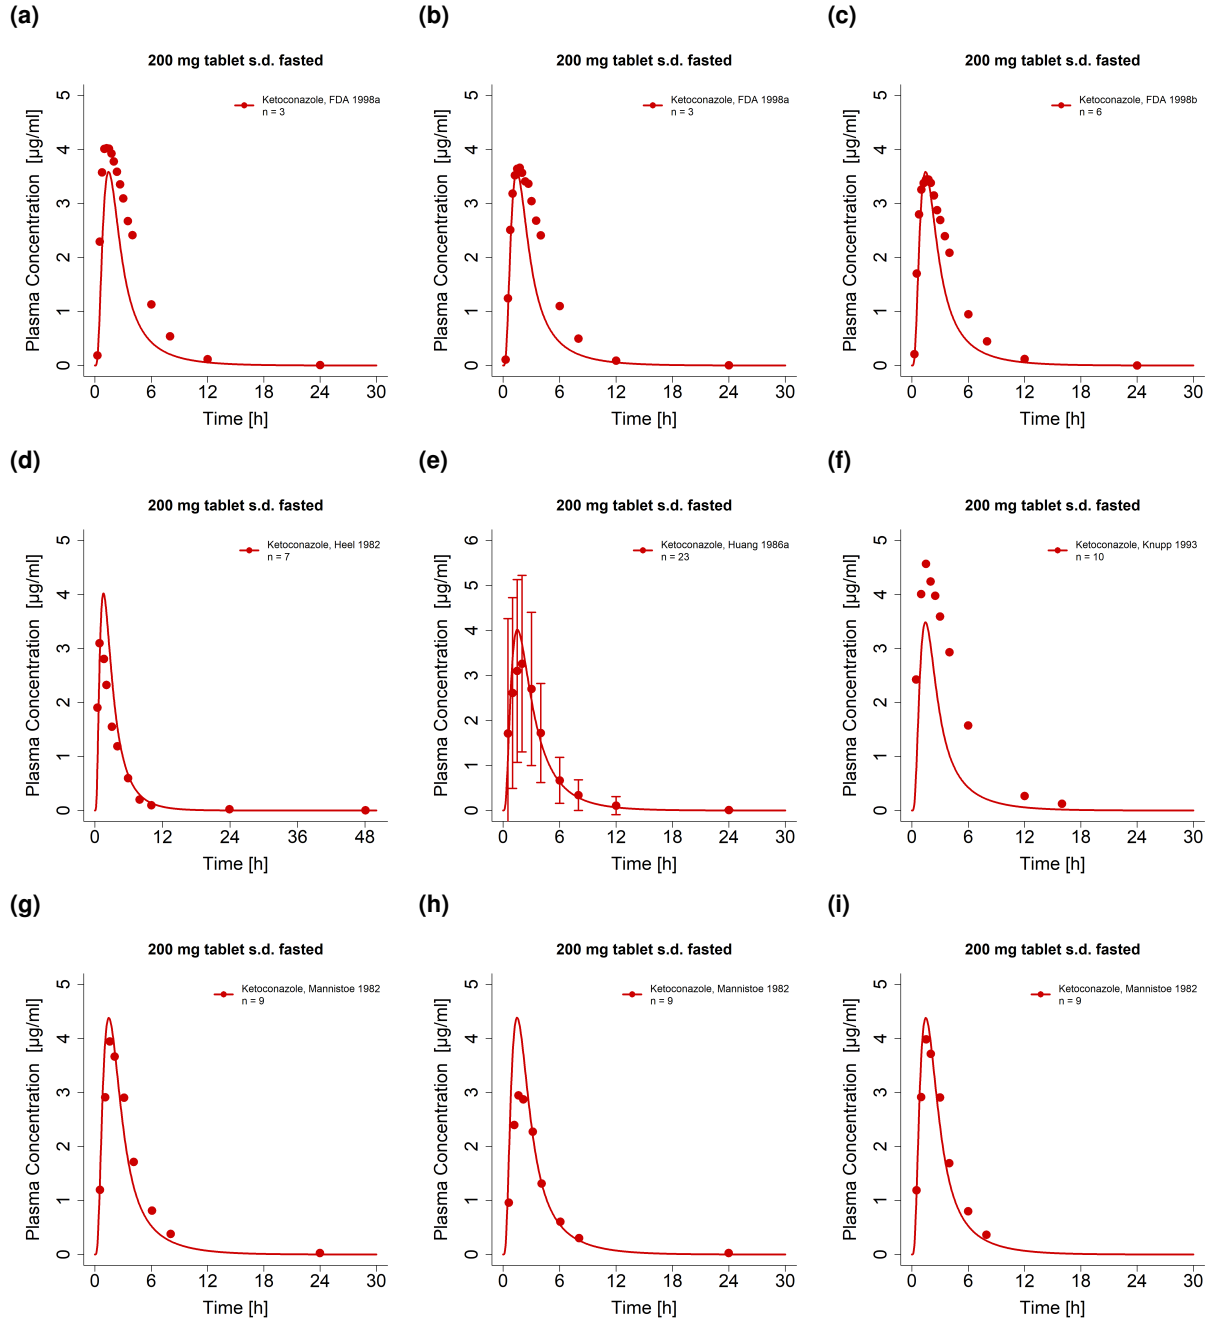 (a)
200 mg tablet s.d. fasted
Ketoconazole, FDA 1998a
n = 3
Plasma Concentration [µg/ml]
5
4
3
2
1
0
0 6 12 18 24 30
Time [h]
(b)
200 mg tablet s.d. fasted
Ketoconazole, FDA 1998a
n = 3
Plasma Concentration [µg/ml]
5
4
3
2
1
0
0 6 12 18 24 30
Time [h]
(c)
200 mg tablet s.d. fasted
Ketoconazole, FDA 1998b
n = 6
Plasma Concentration [µg/ml]
5
4
3
2
1
0
0 6 12 18 24 30
Time [h]
(d)
200 mg tablet s.d. fasted
Ketoconazole, Heel 1982
n = 7
Plasma Concentration [µg/ml]
5
4
3
2
1
0
0 12 24 36 48
Time [h]
(e)
200 mg tablet s.d. fasted
Ketoconazole, Huang 1986a
n = 23
Plasma Concentration [µg/ml]
6
5
4
3
2
1
0
0 6 12 18 24 30
Time [h]
(f)
200 mg tablet s.d. fasted
Ketoconazole, Knupp 1993
n = 10
Plasma Concentration [µg/ml]
5
4
3
2
1
0
0 6 12 18 24 30
Time [h]
(g)
200 mg tablet s.d. fasted
Ketoconazole, Mannistoe 1982
n = 9
Plasma Concentration [µg/ml]
5
4
3
2
1
0
0 6 12 18 24 30
Time [h]
(h)
200 mg tablet s.d. fasted
Ketoconazole, Mannistoe 1982
n = 9
Plasma Concentration [µg/ml]
5
4
3
2
1
0
0 6 12 18 24 30
Time [h]
(i)
200 mg tablet s.d. fasted
Ketoconazole, Mannistoe 1982
n = 9
Plasma Concentration [µg/ml]
5
4
3
2
1
0
0 6 12 18 24 30
Time [h]